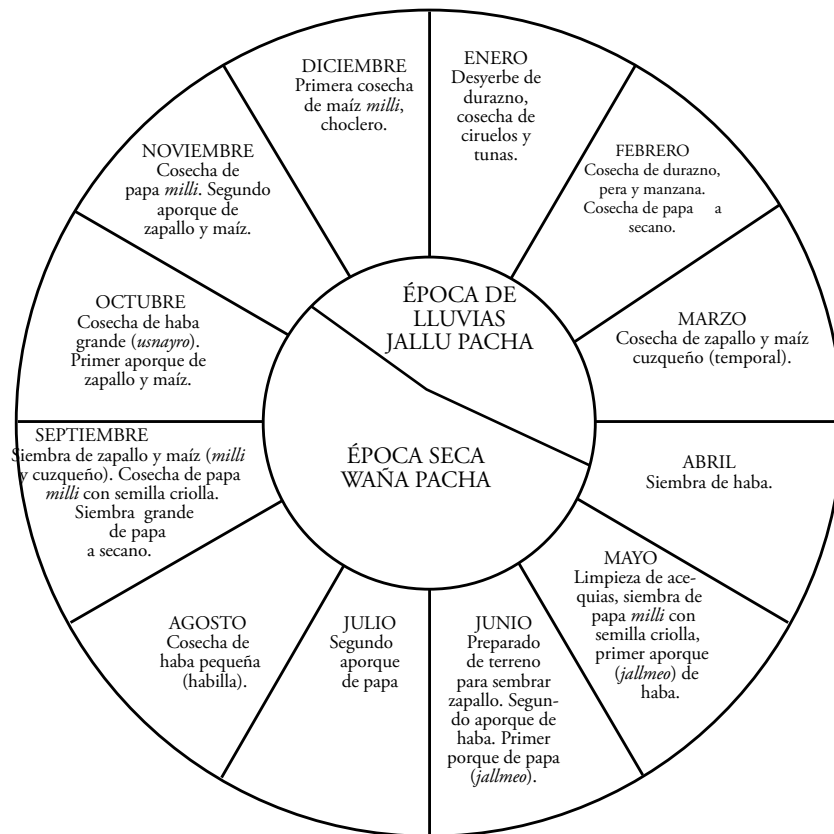 ENERO
Desyerbe de
durazno,
cosecha de
ciruelos y
tunas.
FEBRERO
Cosecha de durazno,
pera y manzana.
Cosecha de papa a
secano.
MARZO
Cosecha de zapallo y maíz
cuzqueño (temporal).
ABRIL
Siembra de haba.
MAYO
Limpieza de ace-
quias, siembra de
papa milli con
semilla criolla,
primer aporque
(jallmeo) de
haba.
JUNIO
Preparado
de terreno
para sembrar
zapallo. Segun-
do aporque de
haba. Primer
porque de papa
(jallmeo).
JULIO
Segundo
aporque
de papa
AGOSTO
Cosecha de
haba pequeña
(habilla).
SEPTIEMBRE
Siembra de zapallo y maíz (milli
y cuzqueño). Cosecha de papa
milli con semilla criolla.
Siembra grande
de papa
a secano.
OCTUBRE
Cosecha de haba
grande (usnayro).
Primer aporque de
zapallo y maíz.
NOVIEMBRE
Cosecha de
papa milli. Segundo
aporque de
zapallo y maíz.
DICIEMBRE
Primera cosecha
de maíz milli,
choclero.
ÉPOCA DE
LLUVIAS
JALLU PACHA
ÉPOCA SECA
WAÑA PACHA